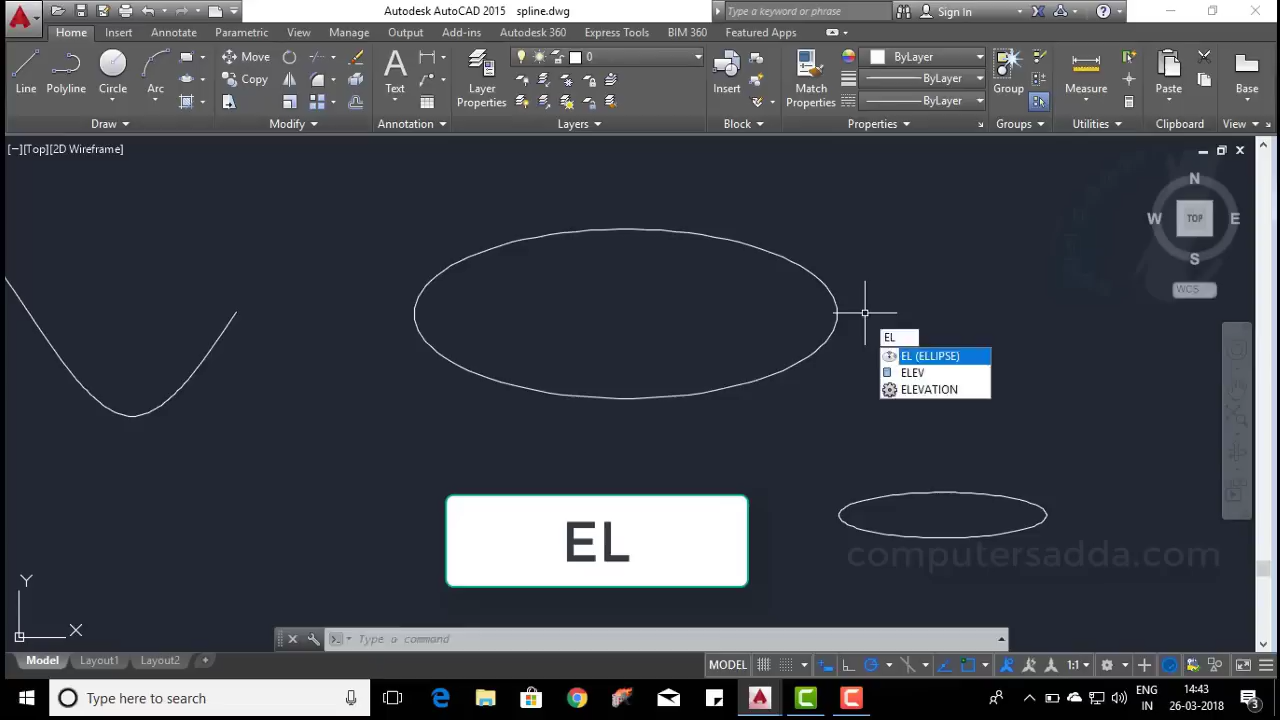 Autodesk AutoCAD 2015 spline.dwg
Type a keyword or phrase
Sign In
Home Insert Annotate Parametric View Manage Output Add-ins Autodesk 360 Express Tools BIM 360 Featured Apps
Line Polyline Circle Arc
Move
Copy
Text
Layer Properties
0
Insert
Match Properties
ByLayer
ByLayer
ByLayer
Group
Measure
Paste
Base
Draw Modify Annotation Layers Block Properties Groups Utilities Clipboard View
[−][Top][2D Wireframe]
N
W TOP E
S
WCS
EL
EL (ELLIPSE)
ELEV
ELEVATION
EL
computersadda.com
Y
X
Type a command
Model Layout1 Layout2 +
MODEL 1:1
Type here to search
ENG
IN
14:43
26-03-2018
3